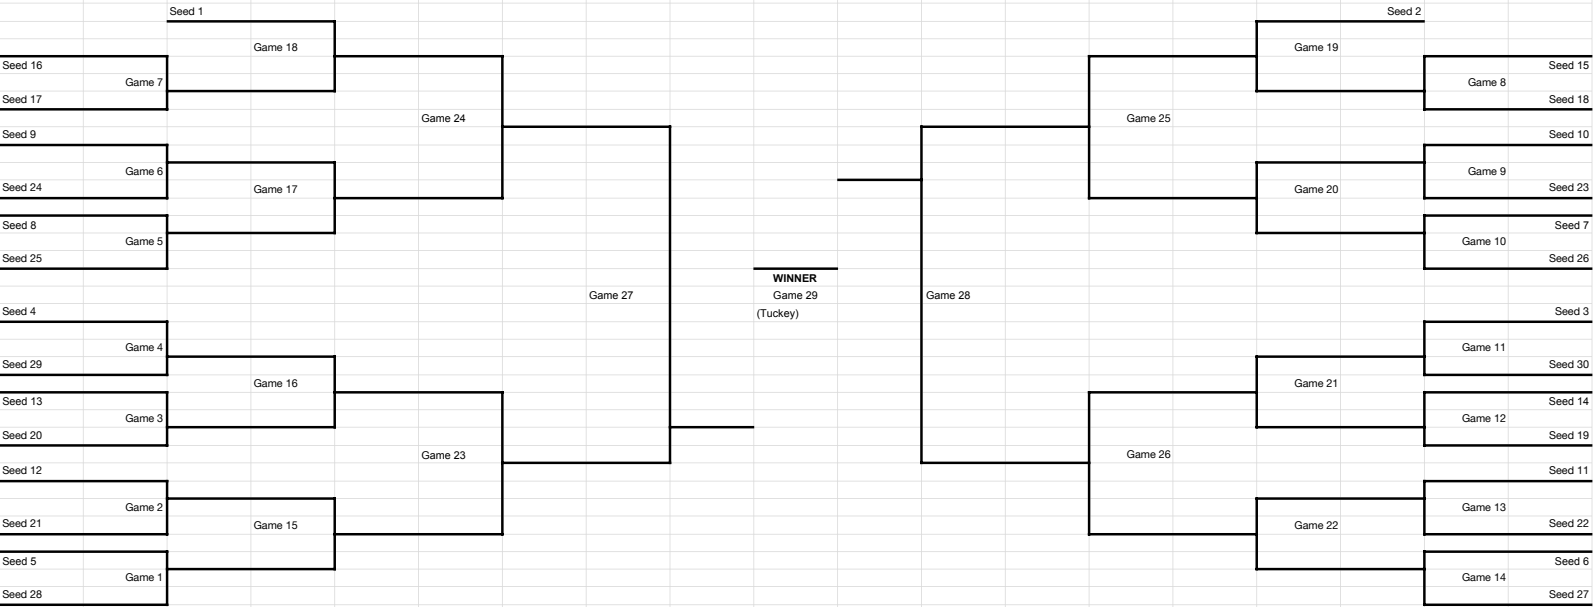 Seed 1
Seed 2
Game 18
Game 19
Seed 16
Seed 15
Game 7
Game 8
Seed 17
Seed 18
Game 24
Game 25
Seed 9
Seed 10
Game 6
Game 9
Seed 24
Game 17
Game 20
Seed 23
Seed 8
Seed 7
Game 5
Game 10
Seed 25
Seed 26
WINNER
Game 27
Game 29
Game 28
(Tuckey)
Seed 4
Seed 3
Game 4
Game 11
Seed 29
Seed 30
Game 16
Game 21
Seed 13
Seed 14
Game 3
Game 12
Seed 20
Seed 19
Game 23
Game 26
Seed 12
Seed 11
Game 2
Game 13
Seed 21
Game 15
Game 22
Seed 22
Seed 5
Seed 6
Game 1
Game 14
Seed 28
Seed 27